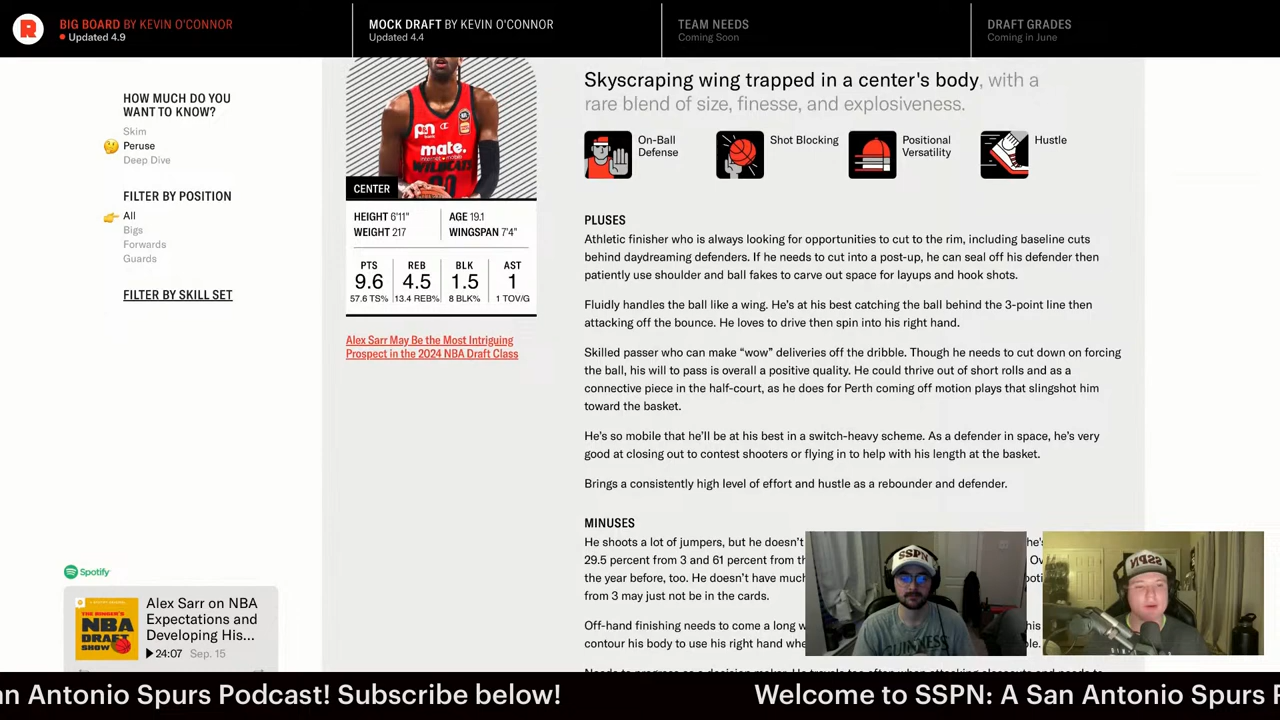 R
BIG BOARD BY KEVIN O'CONNOR
Updated 4.9
MOCK DRAFT BY KEVIN O'CONNOR
Updated 4.4
TEAM NEEDS
Coming Soon
DRAFT GRADES
Coming in June
HOW MUCH DO YOU
WANT TO KNOW?
Skim
Peruse
Deep Dive
FILTER BY POSITION
All
Bigs
Forwards
Guards
FILTER BY SKILL SET
mate.
WILDCATS
CENTER
HEIGHT 6'11"
AGE 19.1
WEIGHT 217
WINGSPAN 7'4"
PTS
REB
BLK
AST
9.6
4.5
1.5
1
57.6 TS%
13.4 REB%
8 BLK%
1 TOV/G
Alex Sarr May Be the Most Intriguing
Prospect in the 2024 NBA Draft Class
Skyscraping wing trapped in a center's body, with a
rare blend of size, finesse, and explosiveness.
On-Ball
Defense
Shot Blocking
Positional
Versatility
Hustle
PLUSES
Athletic finisher who is always looking for opportunities to cut to the rim, including baseline cuts
behind daydreaming defenders. If he needs to cut into a post-up, he can seal off his defender then
patiently use shoulder and ball fakes to carve out space for layups and hook shots.
Fluidly handles the ball like a wing. He's at his best catching the ball behind the 3-point line then
attacking off the bounce. He loves to drive then spin into his right hand.
Skilled passer who can make “wow” deliveries off the dribble. Though he needs to cut down on forcing
the ball, his will to pass is overall a positive quality. He could thrive out of short rolls and as a
connective piece in the half-court, as he does for Perth coming off motion plays that slingshot him
toward the basket.
He's so mobile that he'll be at his best in a switch-heavy scheme. As a defender in space, he's very
good at closing out to contest shooters or flying in to help with his length at the basket.
Brings a consistently high level of effort and hustle as a rebounder and defender.
MINUSES
He shoots a lot of jumpers, but he doesn't
29.5 percent from 3 and 61 percent from
the year before, too. He doesn't have much
from 3 may just not be in the cards.
Off-hand finishing needs to come a long
contour his body to use his right hand
Spotify
Alex Sarr on NBA
Expectations and
Developing His...
24:07 Sep. 15
THE RINGER'S
NBA
DRAFT
SHOW
SSPN
GUINNESS
SSPN
an Antonio Spurs Podcast! Subscribe below!
Welcome to SSPN: A San Antonio Spurs P